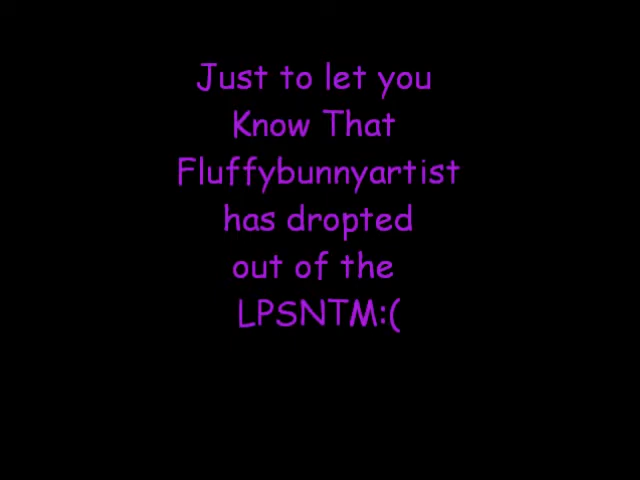 Just to let you
Know That
Fluffybunnyartist
has dropted
out of the
LPSNTM:(